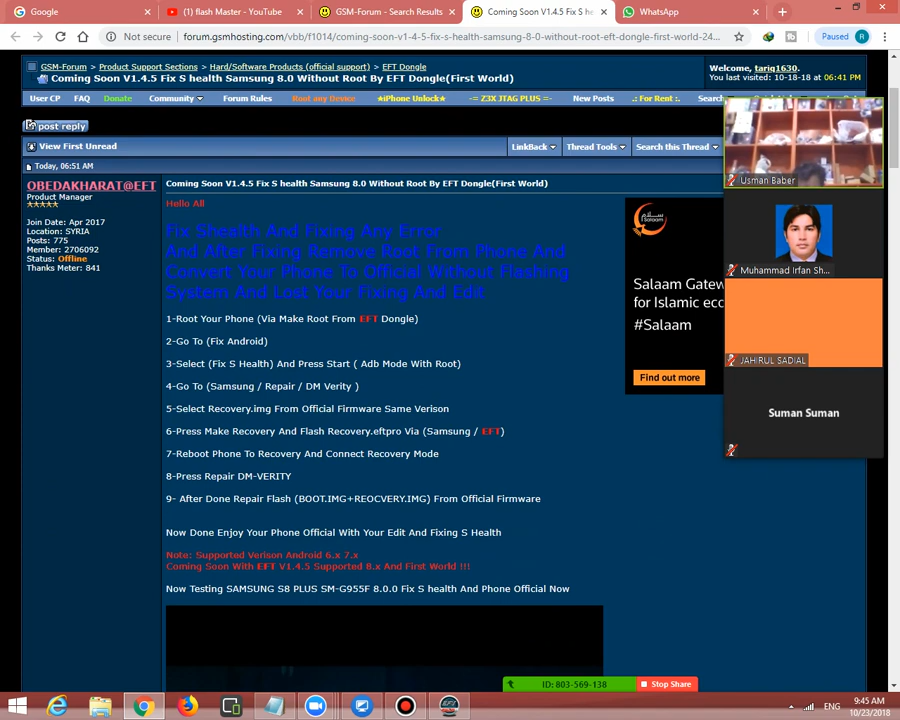 Google
(1) flash Master - YouTube
GSM-Forum - Search Results
Coming Soon V1.4.5 Fix S he
WhatsApp
Not secure
forum.gsmhosting.com/vbb/f1014/coming-soon-v1-4-5-fix-s-health-samsung-8-0-without-root-eft-dongle-first-world-24...
Paused
GSM-Forum > Product Support Sections > Hard/Software Products (official support) > EFT Dongle
Coming Soon V1.4.5 Fix S health Samsung 8.0 Without Root By EFT Dongle(First World)
Welcome, tariq1630.
You last visited: 10-18-18 at 06:41 PM
User CP FAQ Donate Community Forum Rules Root any Device ★iPhone Unlock★ -= Z3X JTAG PLUS =- New Posts .: For Rent :. Search
post reply
View First Unread
LinkBack Thread Tools Search this Thread
Today, 06:51 AM
OBEDAKHARAT@EFT
Product Manager
Join Date: Apr 2017
Location: SYRIA
Posts: 775
Member: 2706092
Status: Offline
Thanks Meter: 841
Coming Soon V1.4.5 Fix S health Samsung 8.0 Without Root By EFT Dongle(First World)
Hello All
Fix Shealth And Fixing Any Error
And After Fixing Remove Root From Phone And
Convert Your Phone To Official Without Flashing
System And Lost Your Fixing And Edit
1-Root Your Phone (Via Make Root From EFT Dongle)
2-Go To (Fix Android)
3-Select (Fix S Health) And Press Start ( Adb Mode With Root)
4-Go To (Samsung / Repair / DM Verity )
5-Select Recovery.img From Official Firmware Same Verison
6-Press Make Recovery And Flash Recovery.eftpro Via (Samsung / EFT)
7-Reboot Phone To Recovery And Connect Recovery Mode
8-Press Repair DM-VERITY
9- After Done Repair Flash (BOOT.IMG+REOCVERY.IMG) From Official Firmware
Now Done Enjoy Your Phone Official With Your Edit And Fixing S Health
Note: Supported Verison Android 6.x 7.x
Coming Soon With EFT V1.4.5 Supported 8.x And First World !!!
Now Testing SAMSUNG S8 PLUS SM-G955F 8.0.0 Fix S health And Phone Official Now
سلام
Salaam
Salaam Gatew
for Islamic ecc
#Salaam
Find out more
Usman Baber
Muhammad Irfan Sh...
JAHIRUL SADIAL
Suman Suman
ID: 803-569-138
Stop Share
ENG
9:45 AM
10/23/2018